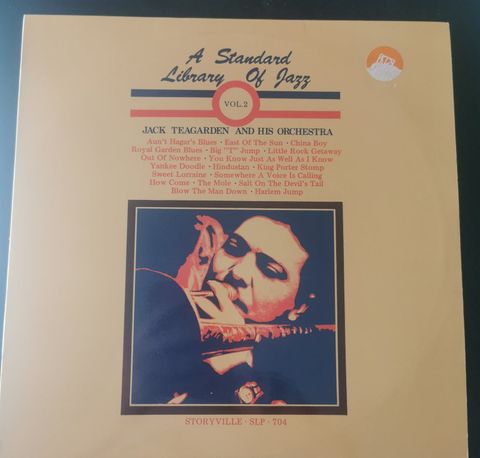 A Standard
Library Of Jazz
VOL.2
JACK TEAGARDEN AND HIS ORCHESTRA
Aun't Hagar's Blues · East Of The Sun · China Boy
Royal Garden Blues · Big "T" Jump · Little Rock Getaway
Out Of Nowhere · You Know Just As Well As I Know
Yankee Doodle · Hindustan · King Porter Stomp
Sweet Lorraine · Somewhere A Voice Is Calling
How Come · The Mole · Salt On The Devil's Tail
Blow The Man Down · Harlem Jump
STORYVILLE · SLP · 704